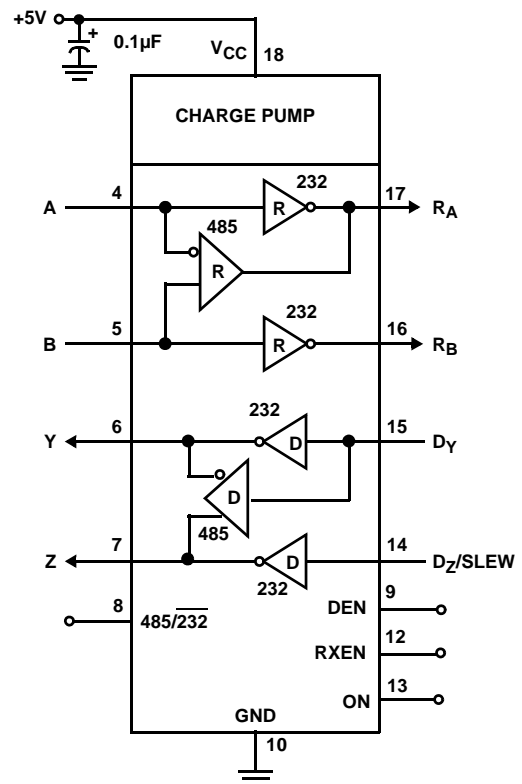 +5V
+
0.1µF
VCC
18
CHARGE PUMP
232
A
4
R
17
RA
485
R
232
B
5
R
16
RB
232
Y
6
D
15
DY
D
485
Z
7
D
14
DZ/SLEW
232
8
485/232
DEN
9
RXEN
12
ON
13
GND
10